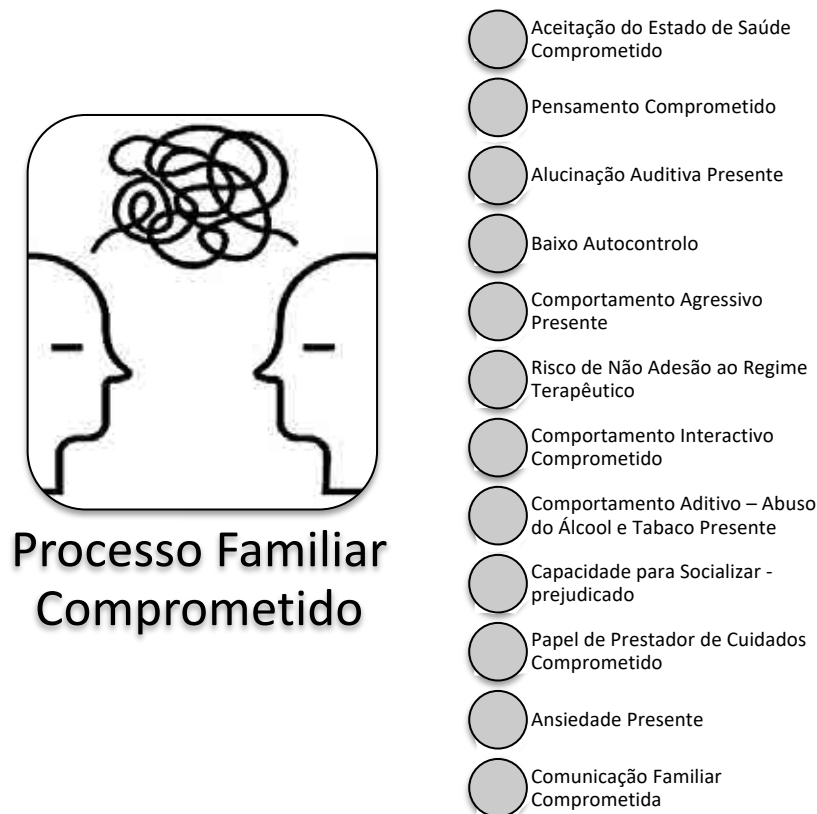 Processo Familiar
Comprometido
Aceitação do Estado de Saúde
Comprometido
Pensamento Comprometido
Alucinação Auditiva Presente
Baixo Autocontrolo
Comportamento Agressivo
Presente
Risco de Não Adesão ao Regime
Terapêutico
Comportamento Interactivo
Comprometido
Comportamento Aditivo – Abuso
do Álcool e Tabaco Presente
Capacidade para Socializar -
prejudicado
Papel de Prestador de Cuidados
Comprometido
Ansiedade Presente
Comunicação Familiar
Comprometida